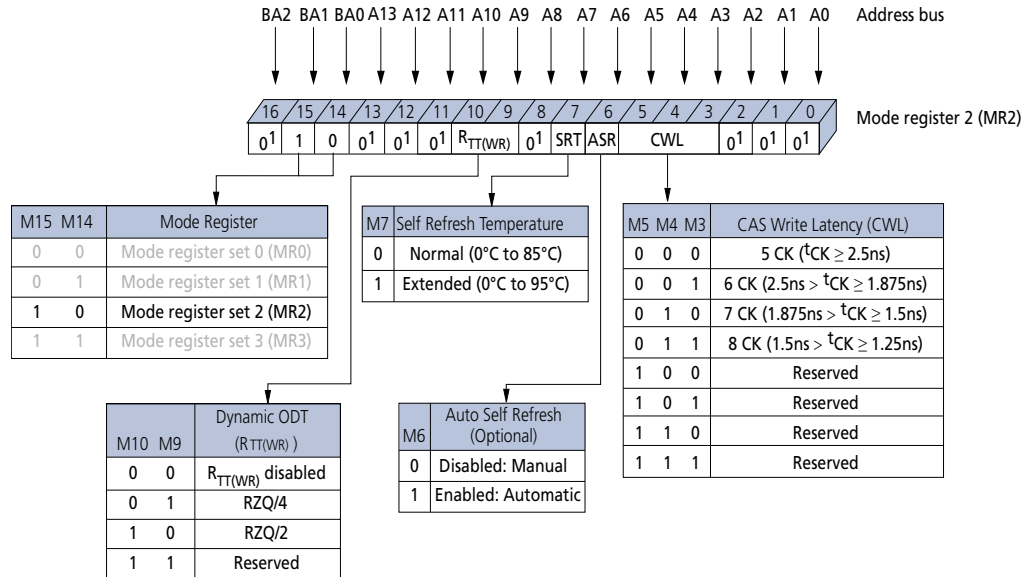 BA2 BA1 BA0 A13 A12 A11 A10 A9 A8 A7 A6 A5 A4 A3 A2 A1 A0 Address bus
16 15 14 13 12 11 10 9 8 7 6 5 4 3 2 1 0
Mode register 2 (MR2)
0¹ 1 0 0¹ 0¹ 0¹ RTT(WR) 0¹ SRT ASR CWL 0¹ 0¹ 0¹
M15 M14 Mode Register
0 0 Mode register set 0 (MR0)
0 1 Mode register set 1 (MR1)
1 0 Mode register set 2 (MR2)
1 1 Mode register set 3 (MR3)
M7 Self Refresh Temperature
0 Normal (0°C to 85°C)
1 Extended (0°C to 95°C)
M5 M4 M3 CAS Write Latency (CWL)
0 0 0 5 CK (tCK ≥ 2.5ns)
0 0 1 6 CK (2.5ns > tCK ≥ 1.875ns)
0 1 0 7 CK (1.875ns > tCK ≥ 1.5ns)
0 1 1 8 CK (1.5ns > tCK ≥ 1.25ns)
1 0 0 Reserved
1 0 1 Reserved
1 1 0 Reserved
1 1 1 Reserved
M10 M9 Dynamic ODT
(RTT(WR) )
0 0 RTT(WR) disabled
0 1 RZQ/4
1 0 RZQ/2
1 1 Reserved
M6 Auto Self Refresh
(Optional)
0 Disabled: Manual
1 Enabled: Automatic